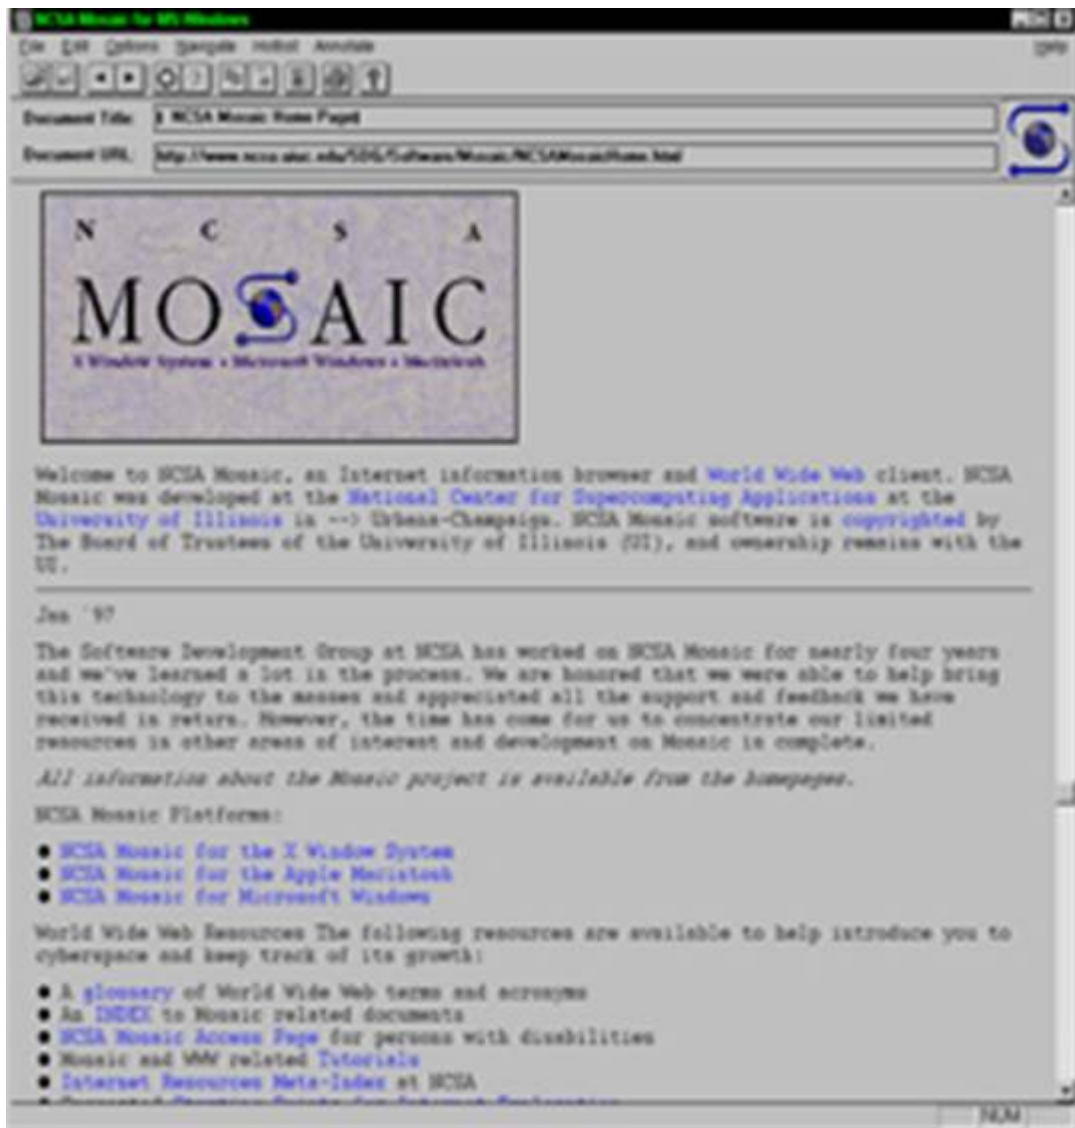 NCSA Mosaic for MS Windows
File Edit Options Navigate Hotlist Annotate Help
Document Title: NCSA Mosaic Home Page
Document URL: http://www.ncsa.uiuc.edu/SDG/Software/Mosaic/NCSAMosaicHome.html
N C S A
MOSAIC
X Window System • Microsoft Windows • Macintosh
Welcome to NCSA Mosaic, an Internet information browser and World Wide Web client. NCSA
Mosaic was developed at the National Center for Supercomputing Applications at the
University of Illinois in --> Urbana-Champaign. NCSA Mosaic software is copyrighted by
The Board of Trustees of the University of Illinois (UI), and ownership remains with the
UI.
Jan '97
The Software Development Group at NCSA has worked on NCSA Mosaic for nearly four years
and we've learned a lot in the process. We are honored that we were able to help bring
this technology to the masses and appreciated all the support and feedback we have
received in return. However, the time has come for us to concentrate our limited
resources in other areas of interest and development on Mosaic is complete.
All information about the Mosaic project is available from the homepages.
NCSA Mosaic Platforms:
● NCSA Mosaic for the X Window System
● NCSA Mosaic for the Apple Macintosh
● NCSA Mosaic for Microsoft Windows
World Wide Web Resources The following resources are available to help introduce you to
cyberspace and keep track of its growth:
● A glossary of World Wide Web terms and acronyms
● An INDEX to Mosaic related documents
● NCSA Mosaic Access Page for persons with disabilities
● Mosaic and WWW related Tutorials
● Internet Resources Meta-Index at NCSA
NUM